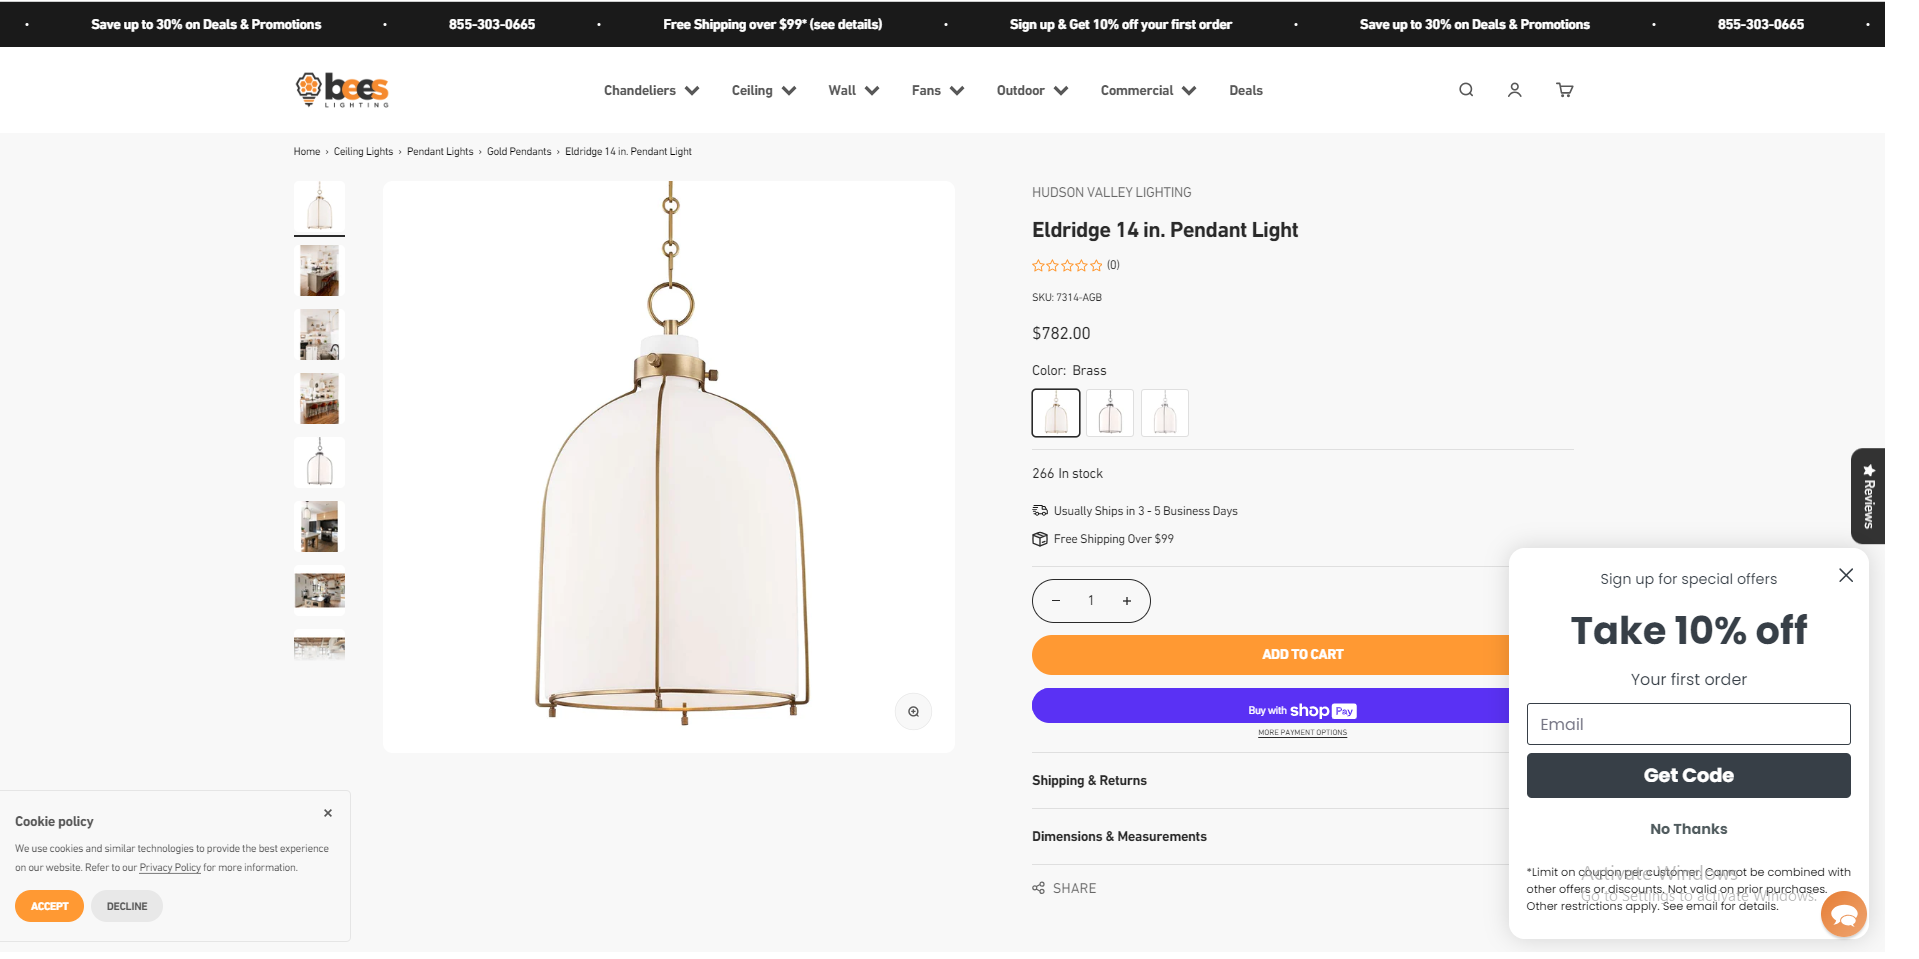 Save up to 30% on Deals & Promotions • 855-303-0665 • Free Shipping over $99* (see details) • Sign up & Get 10% off your first order • Save up to 30% on Deals & Promotions • 855-303-0665 •
bees
LIGHTING
Chandeliers Ceiling Wall Fans Outdoor Commercial Deals
Home › Ceiling Lights › Pendant Lights › Gold Pendants › Eldridge 14 in. Pendant Light
HUDSON VALLEY LIGHTING
Eldridge 14 in. Pendant Light
(0)
SKU: 7314-AGB
$782.00
Color: Brass
266 In stock
Usually Ships in 3 - 5 Business Days
Free Shipping Over $99
− 1 +
ADD TO CART
Buy with shop Pay
MORE PAYMENT OPTIONS
Shipping & Returns
Dimensions & Measurements
SHARE
Reviews
Sign up for special offers
Take 10% off
Your first order
Email
Get Code
No Thanks
*Limit on coupon per customer. Cannot be combined with
other offers or discounts. Not valid on prior purchases.
Other restrictions apply. See email for details.
Activate Windows
Go to Settings to activate Windows.
Cookie policy
We use cookies and similar technologies to provide the best experience
on our website. Refer to our Privacy Policy for more information.
ACCEPT DECLINE